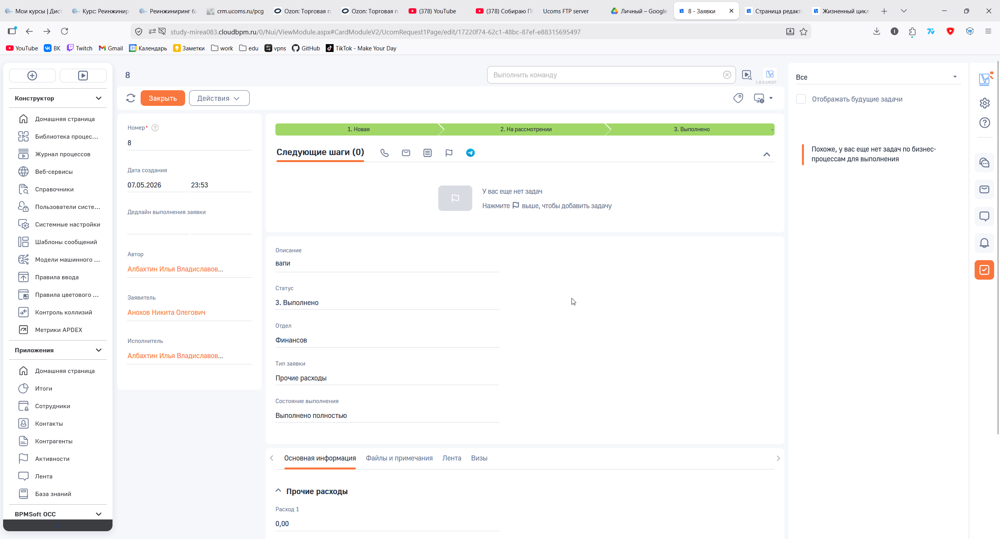 Мои курсы | Дист
Курс: Реинжинир
Реинжиниринг б
crm.ucoms.ru/pcg
Ozon: Торговая п
Ozon: Торговая п
(378) YouTube
(378) Собираю П
Ucoms FTP server
Личный – Google
8 - Заявки
Страница редакт
Жизненный цикл
study-mirea083.cloudbpm.ru/0/Nui/ViewModule.aspx#CardModuleV2/UcomRequest1Page/edit/17220f74-62c1-48bc-87ef-e88315695497
YouTube
ВК
Twitch
Gmail
Календарь
Заметки
work
edu
vpns
GitHub
TikTok - Make Your Day
Конструктор
Домашняя страница
Библиотека процес...
Журнал процессов
Веб-сервисы
Справочники
Пользователи систе...
Системные настройки
Шаблоны сообщений
Модели машинного ...
Правила ввода
Правила цветового ...
Контроль коллизий
Метрики APDEX
Приложения
Домашняя страница
Итоги
Сотрудники
Контакты
Контрагенты
Активности
Лента
База знаний
BPMSoft ОСС
8
Выполнить команду
1.8.0.14107
Закрыть
Действия
Номер*
8
Дата создания
07.05.2026 23:53
Дедлайн выполнения заявки
Автор
Албахтин Илья Владиславов...
Заявитель
Анохов Никита Олегович
Исполнитель
Албахтин Илья Владиславов...
1. Новая
2. На рассмотрении
3. Выполнено
Следующие шаги (0)
У вас еще нет задач
Нажмите выше, чтобы добавить задачу
Описание
вапи
Статус
3. Выполнено
Отдел
Финансов
Тип заявки
Прочие расходы
Состояние выполнения
Выполнено полностью
Основная информация
Файлы и примечания
Лента
Визы
Прочие расходы
Расход 1
0,00
Все
Отображать будущие задачи
Похоже, у вас еще нет задач по бизнес-
процессам для выполнения
ЮКОМС